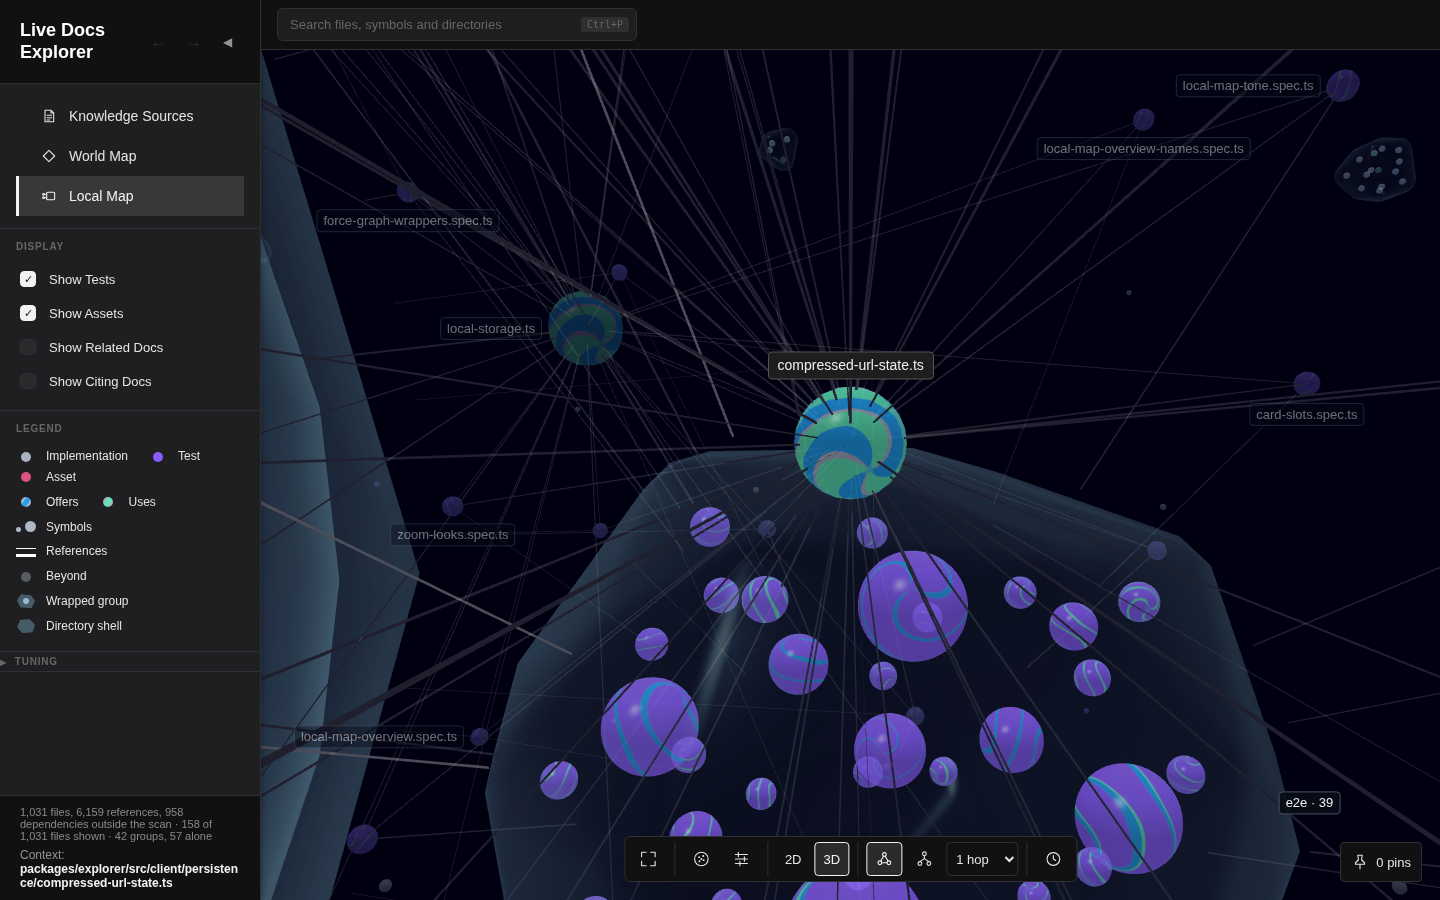 Live Docs
Explorer
Search files, symbols and directories
Ctrl+P
Knowledge Sources
World Map
Local Map
DISPLAY
Show Tests
Show Assets
Show Related Docs
Show Citing Docs
LEGEND
Implementation
Test
Asset
Offers
Uses
Symbols
References
Beyond
Wrapped group
Directory shell
TUNING
1,031 files, 6,159 references, 958
dependencies outside the scan · 158 of
1,031 files shown · 42 groups, 57 alone
Context:
packages/explorer/src/client/persisten
ce/compressed-url-state.ts
local-map-tone.spec.ts
local-map-overview-names.spec.ts
force-graph-wrappers.spec.ts
local-storage.ts
compressed-url-state.ts
card-slots.spec.ts
zoom-looks.spec.ts
local-map-overview.spec.ts
e2e · 39
2D
3D
1 hop
0 pins